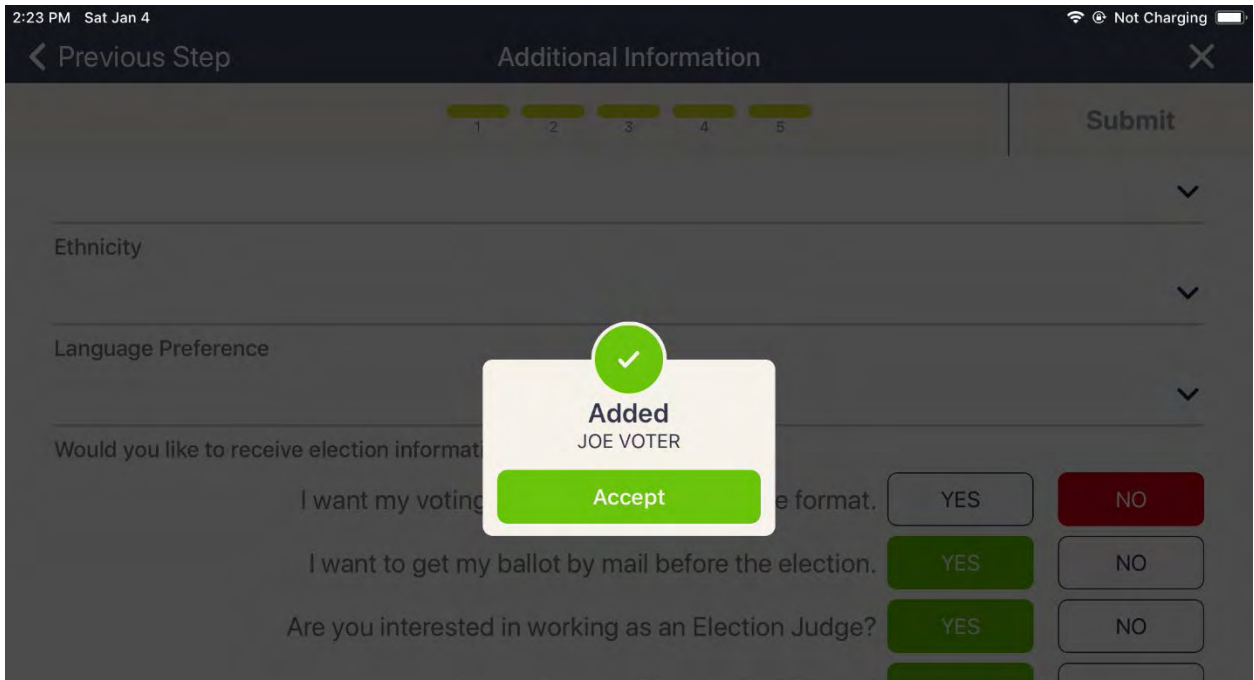 2:23 PM Sat Jan 4 Not Charging
Previous Step Additional Information
1 2 3 4 5
Submit
Ethnicity
Language Preference
Added
JOE VOTER
Would you like to receive election informati
Accept
I want my voting e format. YES NO
I want to get my ballot by mail before the election. YES NO
Are you interested in working as an Election Judge? YES NO